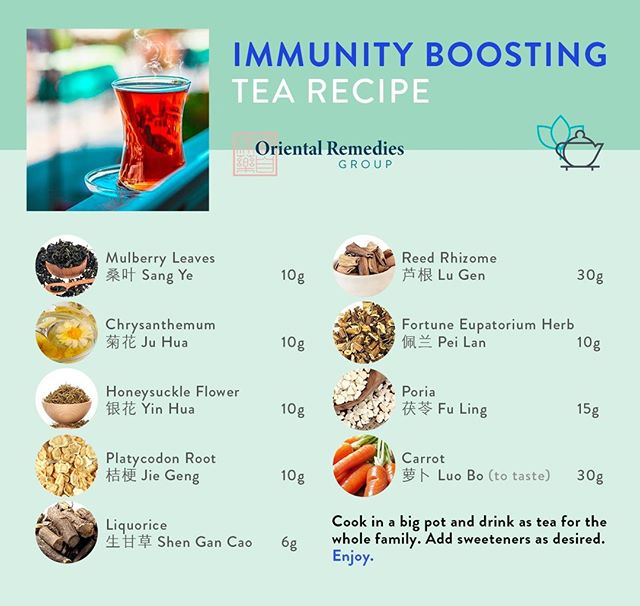 IMMUNITY BOOSTING
TEA RECIPE
Oriental Remedies
GROUP
Mulberry Leaves
桑叶 Sang Ye 10g
Chrysanthemum
菊花 Ju Hua 10g
Honeysuckle Flower
银花 Yin Hua 10g
Platycodon Root
桔梗 Jie Geng 10g
Liquorice
生甘草 Shen Gan Cao 6g
Reed Rhizome
芦根 Lu Gen 30g
Fortune Eupatorium Herb
佩兰 Pei Lan 10g
Poria
茯苓 Fu Ling 15g
Carrot
萝卜 Luo Bo (to taste) 30g
Cook in a big pot and drink as tea for the
whole family. Add sweeteners as desired.
Enjoy.